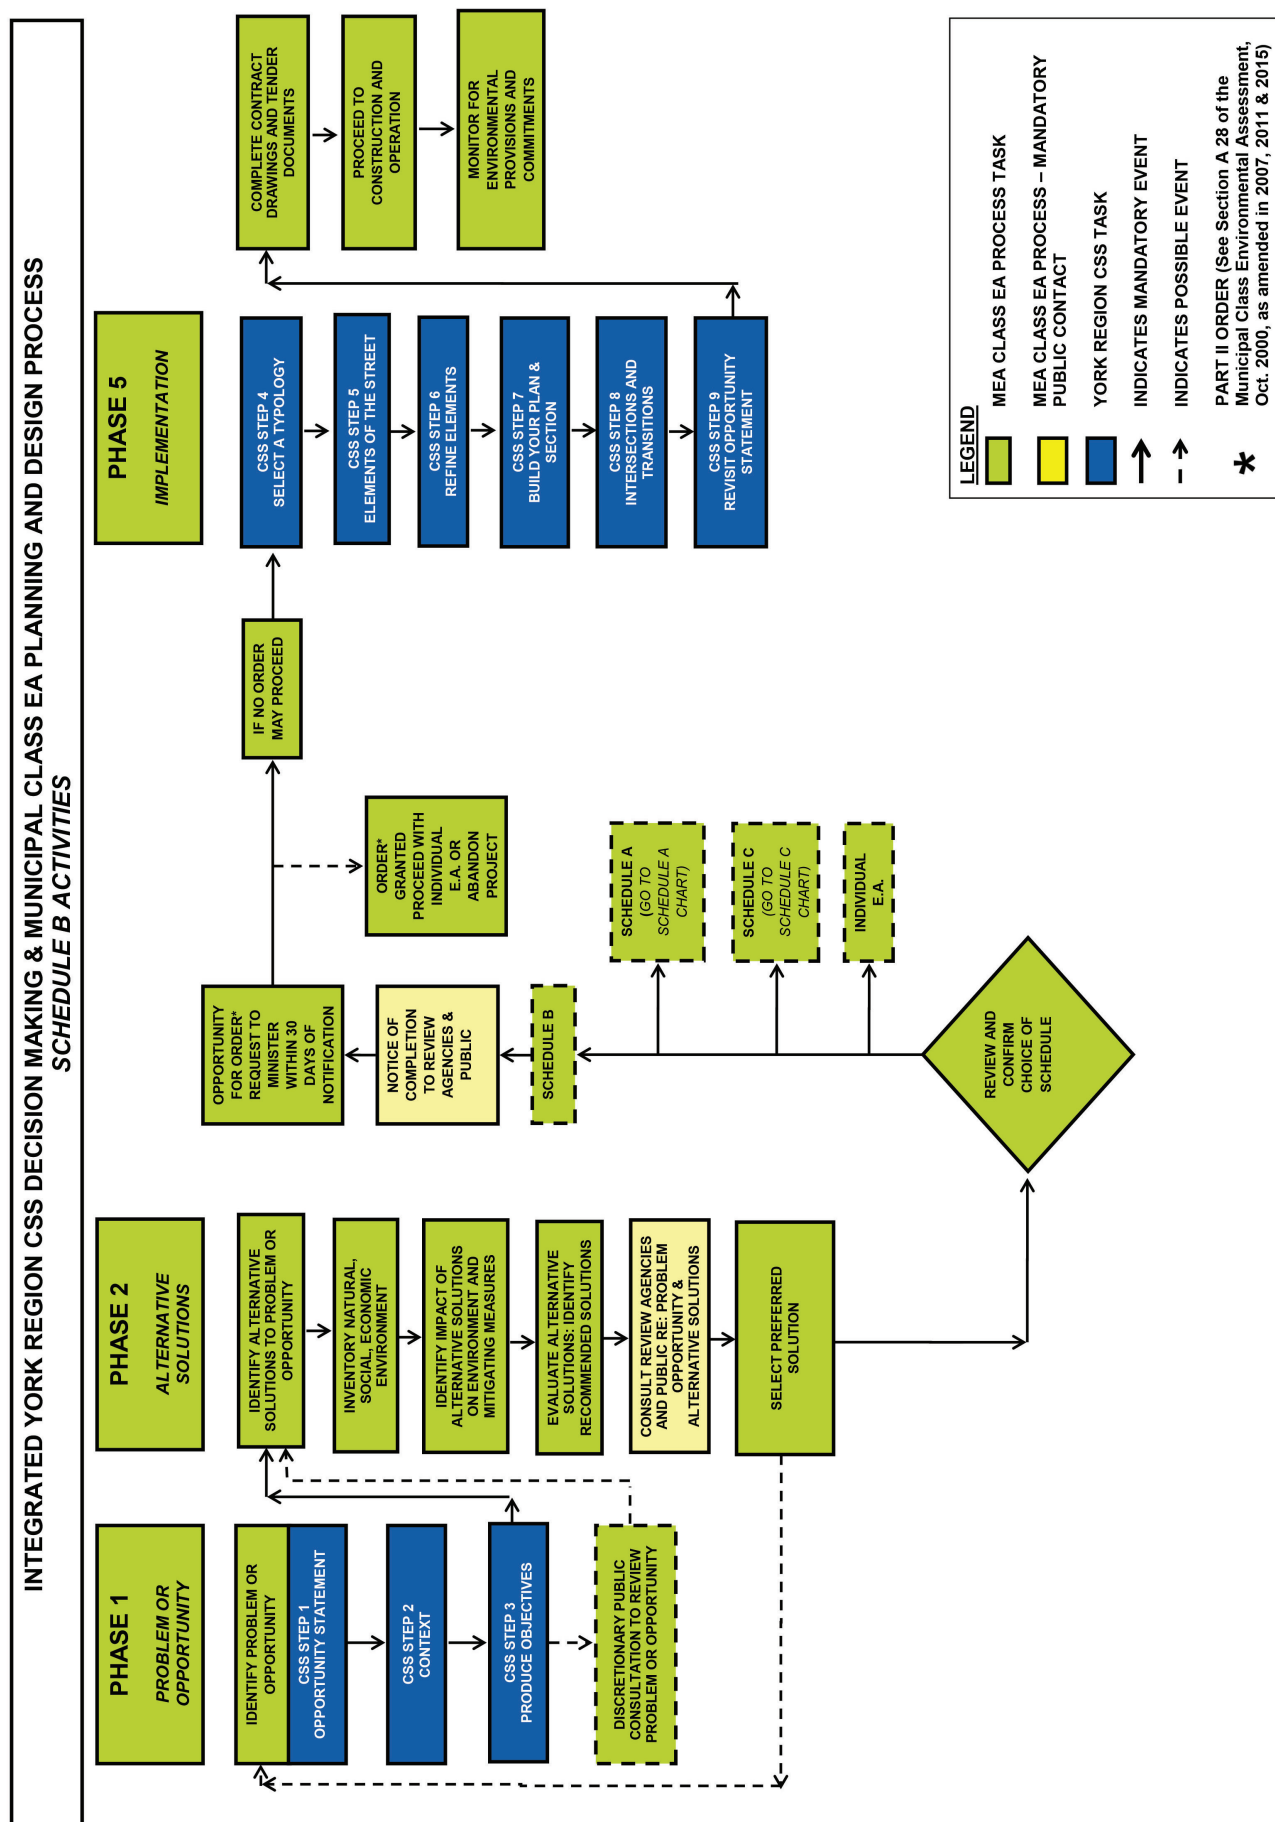 INTEGRATED YORK REGION CSS DECISION MAKING & MUNICIPAL CLASS EA PLANNING AND DESIGN PROCESS
SCHEDULE B ACTIVITIES
PHASE 1
PROBLEM OR
OPPORTUNITY
IDENTIFY PROBLEM OR
OPPORTUNITY
CSS STEP 1
OPPORTUNITY STATEMENT
CSS STEP 2
CONTEXT
CSS STEP 3
PRODUCE OBJECTIVES
DISCRETIONARY PUBLIC
CONSULTATION TO REVIEW
PROBLEM OR OPPORTUNITY
PHASE 2
ALTERNATIVE
SOLUTIONS
IDENTIFY ALTERNATIVE
SOLUTIONS TO PROBLEM OR
OPPORTUNITY
INVENTORY NATURAL,
SOCIAL, ECONOMIC
ENVIRONMENT
IDENTIFY IMPACT OF
ALTERNATIVE SOLUTIONS
ON ENVIRONMENT AND
MITIGATING MEASURES
EVALUATE ALTERNATIVE
SOLUTIONS: IDENTIFY
RECOMMENDED SOLUTIONS
CONSULT REVIEW AGENCIES
AND PUBLIC RE: PROBLEM
OPPORTUNITY &
ALTERNATIVE SOLUTIONS
SELECT PREFERRED
SOLUTION
OPPORTUNITY
FOR ORDER*
REQUEST TO
MINISTER
WITHIN 30
DAYS OF
NOTIFICATION
NOTICE OF
COMPLETION
TO REVIEW
AGENCIES &
PUBLIC
SCHEDULE B
REVIEW AND
CONFIRM
CHOICE OF
SCHEDULE
ORDER*
GRANTED
PROCEED WITH
INDIVIDUAL
E.A. OR
ABANDON
PROJECT
SCHEDULE A
(GO TO
SCHEDULE A
CHART)
SCHEDULE C
(GO TO
SCHEDULE C
CHART)
INDIVIDUAL
E.A.
IF NO ORDER
MAY PROCEED
PHASE 5
IMPLEMENTATION
CSS STEP 4
SELECT A TYPOLOGY
CSS STEP 5
ELEMENTS OF THE STREET
CSS STEP 6
REFINE ELEMENTS
CSS STEP 7
BUILD YOUR PLAN &
SECTION
CSS STEP 8
INTERSECTIONS AND
TRANSITIONS
CSS STEP 9
REVISIT OPPORTUNITY
STATEMENT
COMPLETE CONTRACT
DRAWINGS AND TENDER
DOCUMENTS
PROCEED TO
CONSTRUCTION AND
OPERATION
MONITOR FOR
ENVIRONMENTAL
PROVISIONS AND
COMMITMENTS
LEGEND
MEA CLASS EA PROCESS TASK
MEA CLASS EA PROCESS – MANDATORY
PUBLIC CONTACT
YORK REGION CSS TASK
INDICATES MANDATORY EVENT
INDICATES POSSIBLE EVENT
* PART II ORDER (See Section A 28 of the
Municipal Class Environmental Assessment,
Oct. 2000, as amended in 2007, 2011 & 2015)